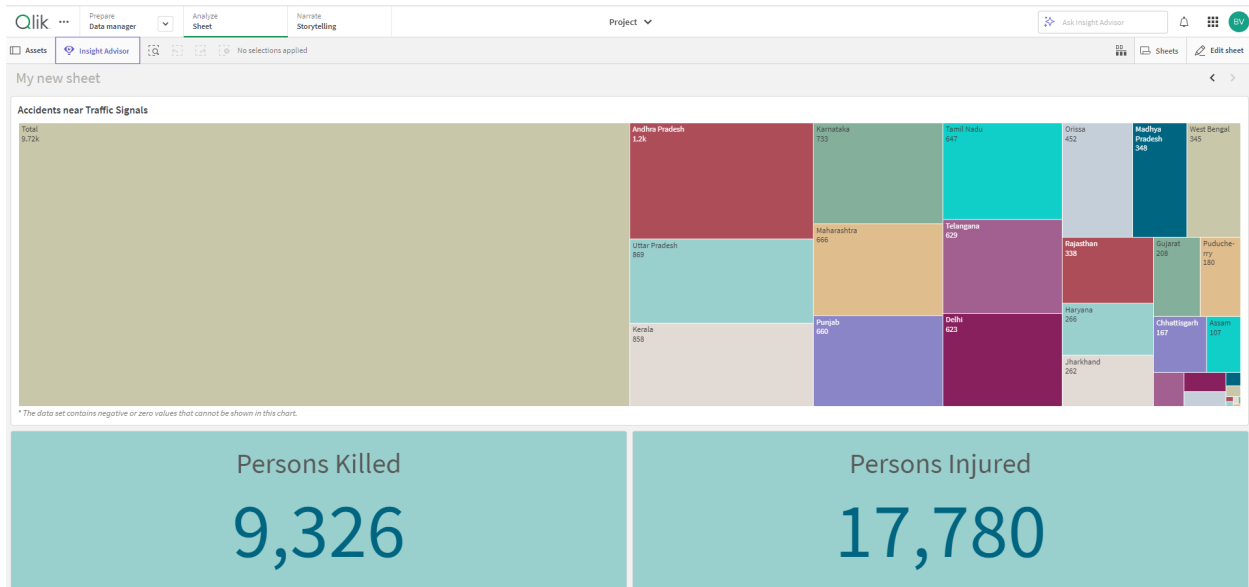 Qlik
Prepare
Data manager
Analyze
Sheet
Narrate
Storytelling
Project
Ask Insight Advisor
BV
Assets
Insight Advisor
No selections applied
Sheets
Edit sheet
My new sheet
Accidents near Traffic Signals
Total
9.72k
Andhra Pradesh
1.2k
Uttar Pradesh
869
Kerala
858
Karnataka
733
Maharashtra
666
Punjab
660
Tamil Nadu
647
Telangana
629
Delhi
623
Orissa
452
Madhya
Pradesh
348
West Bengal
345
Rajasthan
338
Haryana
266
Jharkhand
262
Gujarat
208
Puduche-
rry
180
Chhattisgarh
167
Assam
107
* The data set contains negative or zero values that cannot be shown in this chart.
Persons Killed
9,326
Persons Injured
17,780